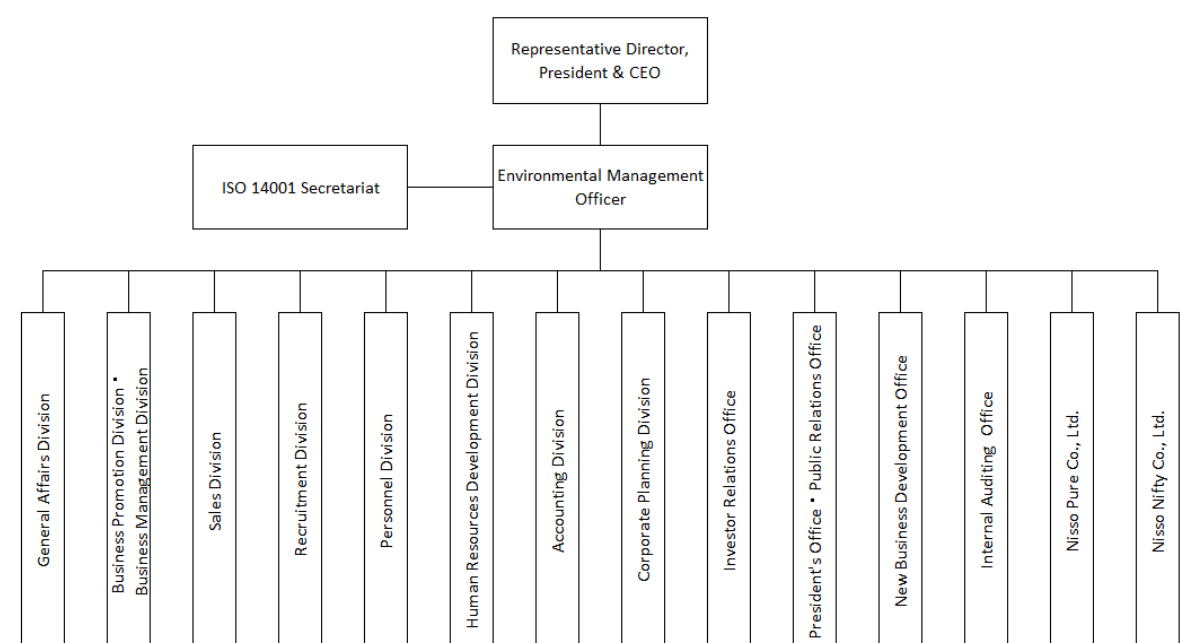 Representative Director,
President & CEO
ISO 14001 Secretariat
Environmental Management
Officer
General Affairs Division
Business Promotion Division・
Business Management Division
Sales Division
Recruitment Division
Personnel Division
Human Resources Development Division
Accounting Division
Corporate Planning Division
Investor Relations Office
President's Office・Public Relations Office
New Business Development Office
Internal Auditing Office
Nisso Pure Co., Ltd.
Nisso Nifty Co., Ltd.